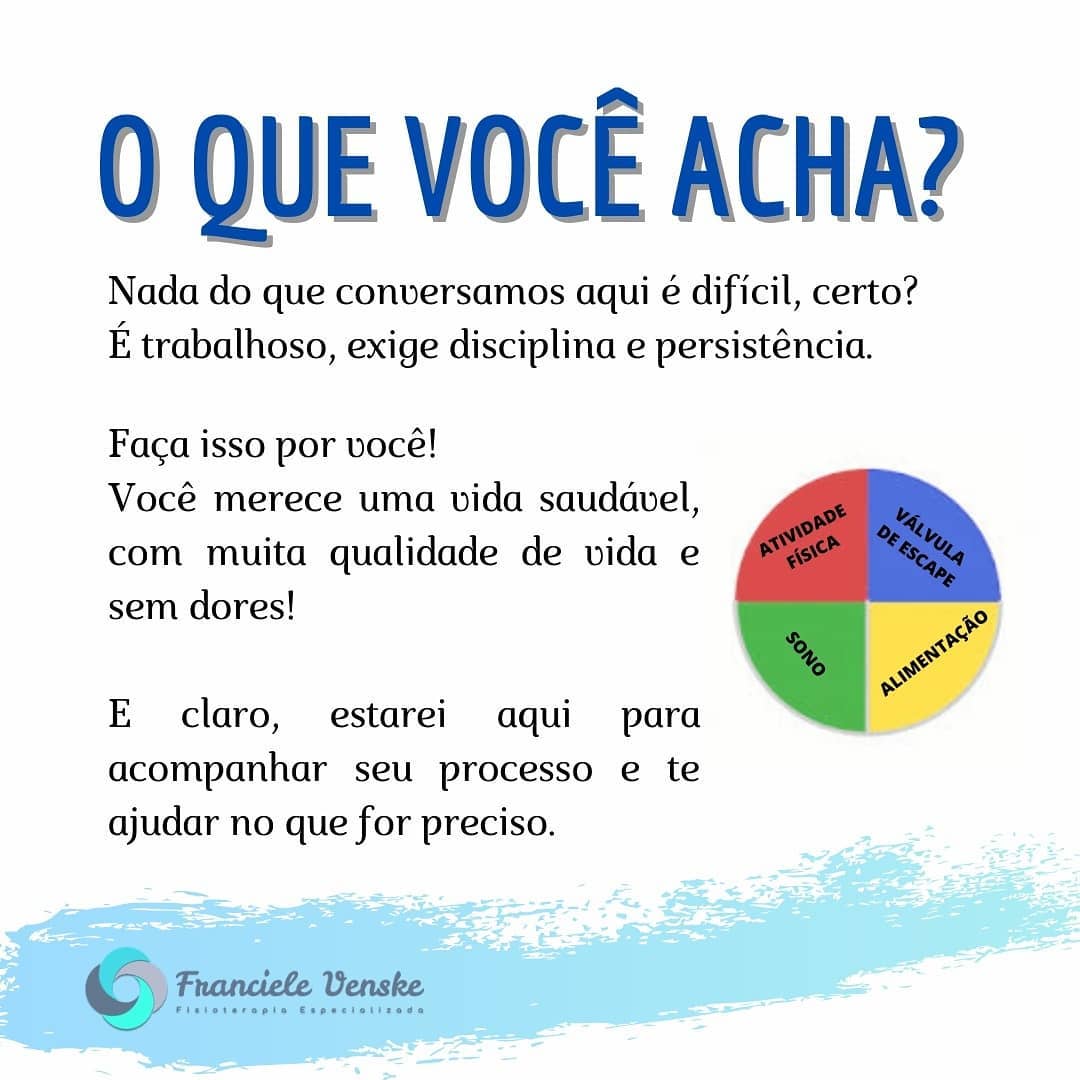 O QUE VOCÊ ACHA?
Nada do que conversamos aqui é difícil, certo?
É trabalhoso, exige disciplina e persistência.
Faça isso por você!
Você merece uma vida saudável,
com muita qualidade de vida e
sem dores!
E claro, estarei aqui para
acompanhar seu processo e te
ajudar no que for preciso.
ATIVIDADE
FÍSICA
VÁLVULA
DE ESCAPE
SONO
ALIMENTAÇÃO
Franciele Venske
Fisioterapia Especializada